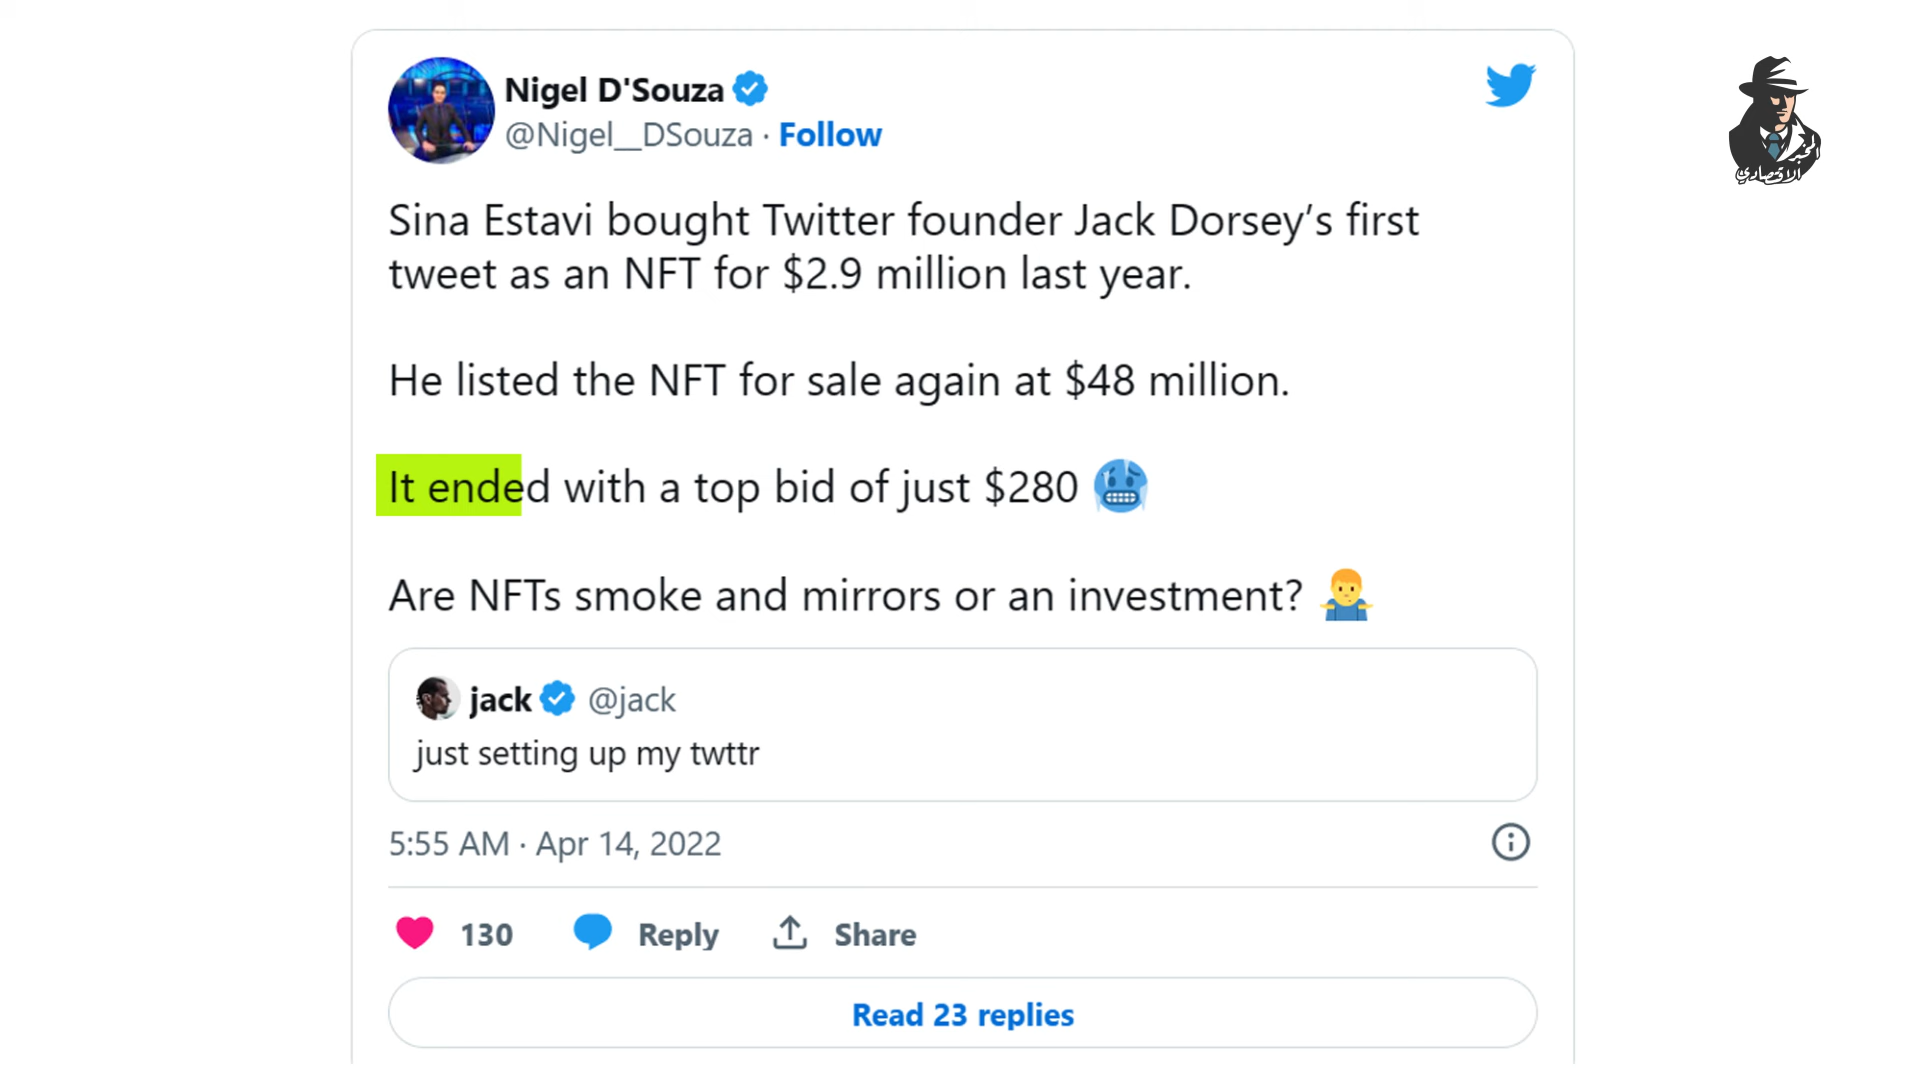 Nigel D'Souza
@Nigel__DSouza · Follow
Sina Estavi bought Twitter founder Jack Dorsey’s first
tweet as an NFT for $2.9 million last year.
He listed the NFT for sale again at $48 million.
It ended with a top bid of just $280 🥶
Are NFTs smoke and mirrors or an investment? 🤷‍♂️
jack @jack
just setting up my twttr
5:55 AM · Apr 14, 2022
130 Reply Share
Read 23 replies
المخبر
الاقتصادي